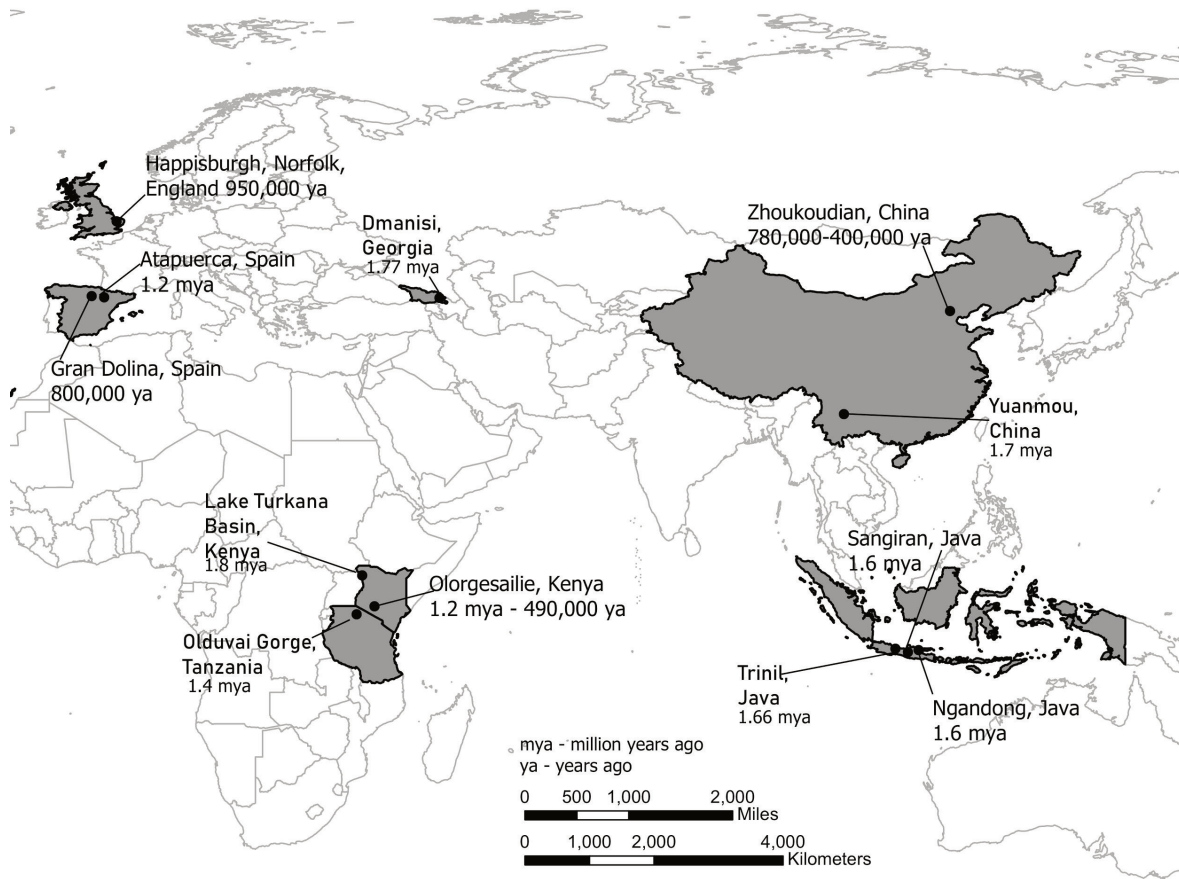 Happisburgh, Norfolk,
England 950,000 ya
Dmanisi,
Georgia
1.77 mya
Zhoukoudian, China
780,000-400,000 ya
Atapuerca, Spain
1.2 mya
Gran Dolina, Spain
800,000 ya
Yuanmou,
China
1.7 mya
Lake Turkana
Basin,
Kenya
1.8 mya
Sangiran, Java
1.6 mya
Olorgesailie, Kenya
1.2 mya - 490,000 ya
Olduvai Gorge,
Tanzania
1.4 mya
Trinil,
Java
1.66 mya
Ngandong, Java
1.6 mya
mya - million years ago
ya - years ago
0 500 1,000 2,000
Miles
0 1,000 2,000 4,000
Kilometers